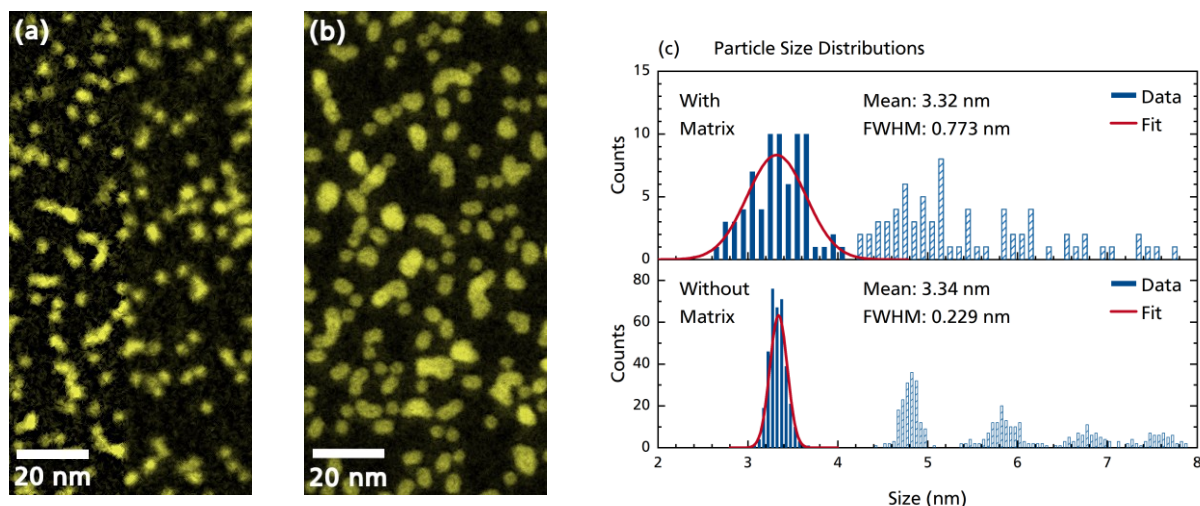 (a)
20 nm
(b)
20 nm
(c) Particle Size Distributions
15
10
5
0
Counts
With
Matrix
Mean: 3.32 nm
FWHM: 0.773 nm
Data
Fit
80
60
40
20
0
Counts
Without
Matrix
Mean: 3.34 nm
FWHM: 0.229 nm
Data
Fit
2 3 4 5 6 7 8
Size (nm)